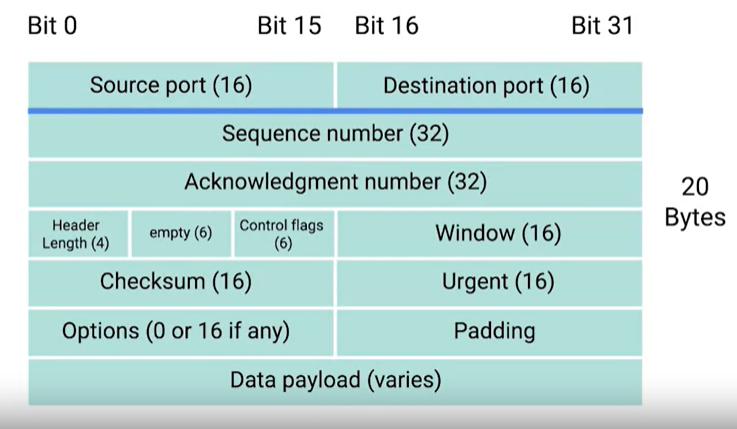 Bit 0 Bit 15 Bit 16 Bit 31
Source port (16) Destination port (16)
Sequence number (32)
Acknowledgment number (32)
20
Bytes
Header
Length (4)
empty (6)
Control flags
(6)
Window (16)
Checksum (16) Urgent (16)
Options (0 or 16 if any) Padding
Data payload (varies)